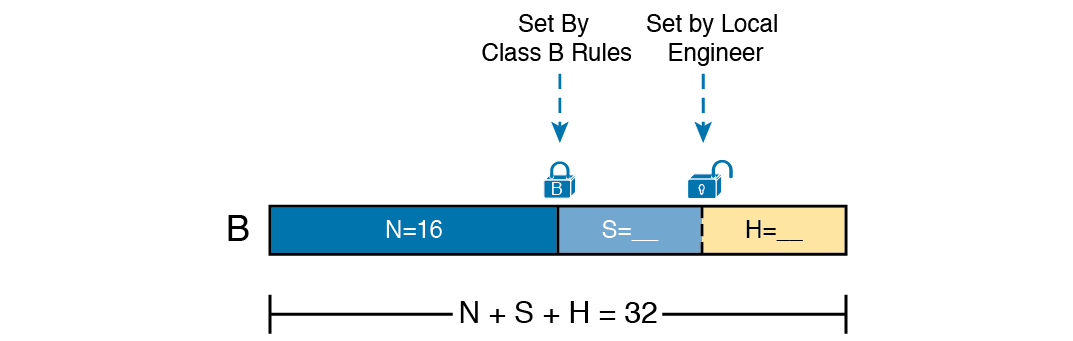 Set By
Class B Rules
Set by Local
Engineer
B
B
N=16
S=__
H=__
N + S + H = 32